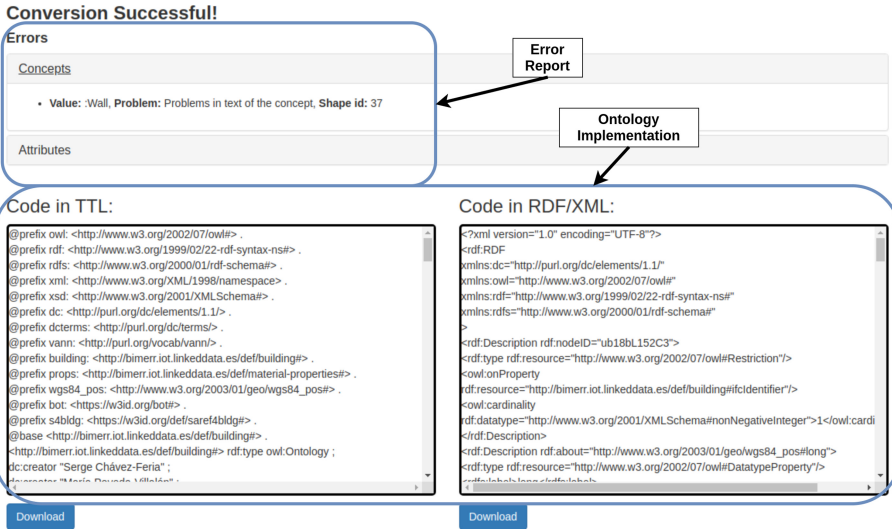 Conversion Successful!
Errors
Error
Report
Concepts
• Value: :Wall, Problem: Problems in text of the concept, Shape id: 37
Ontology
Implementation
Attributes
Code in TTL:
@prefix owl: <http://www.w3.org/2002/07/owl#> .
@prefix rdf: <http://www.w3.org/1999/02/22-rdf-syntax-ns#> .
@prefix rdfs: <http://www.w3.org/2000/01/rdf-schema#> .
@prefix xml: <http://www.w3.org/XML/1998/namespace> .
@prefix xsd: <http://www.w3.org/2001/XMLSchema#> .
@prefix dc: <http://purl.org/dc/elements/1.1/> .
@prefix dcterms: <http://purl.org/dc/terms/> .
@prefix vann: <http://purl.org/vocab/vann/> .
@prefix building: <http://bimerr.iot.linkeddata.es/def/building#> .
@prefix props: <http://bimerr.iot.linkeddata.es/def/material-properties#> .
@prefix wgs84_pos: <http://www.w3.org/2003/01/geo/wgs84_pos#> .
@prefix bot: <https://w3id.org/bot#> .
@prefix s4bldg: <https://w3id.org/def/saref4bldg#> .
@base <http://bimerr.iot.linkeddata.es/def/building#> .
<http://bimerr.iot.linkeddata.es/def/building#> rdf:type owl:Ontology ;
dc:creator "Serge Chávez-Feria" ;
dc:creator "María Poveda-Villalón" ;
Download
Code in RDF/XML:
<?xml version="1.0" encoding="UTF-8"?>
<rdf:RDF
xmlns:dc="http://purl.org/dc/elements/1.1/"
xmlns:owl="http://www.w3.org/2002/07/owl#"
xmlns:rdf="http://www.w3.org/1999/02/22-rdf-syntax-ns#"
xmlns:rdfs="http://www.w3.org/2000/01/rdf-schema#"
>
<rdf:Description rdf:nodeID="ub18bL152C3">
<rdf:type rdf:resource="http://www.w3.org/2002/07/owl#Restriction"/>
<owl:onProperty
rdf:resource="http://bimerr.iot.linkeddata.es/def/building#ifcIdentifier"/>
<owl:cardinality
rdf:datatype="http://www.w3.org/2001/XMLSchema#nonNegativeInteger">1</owl:cardi
</rdf:Description>
<rdf:Description rdf:about="http://www.w3.org/2003/01/geo/wgs84_pos#long">
<rdf:type rdf:resource="http://www.w3.org/2002/07/owl#DatatypeProperty"/>
<rdfs:label>long</rdfs:label>
Download